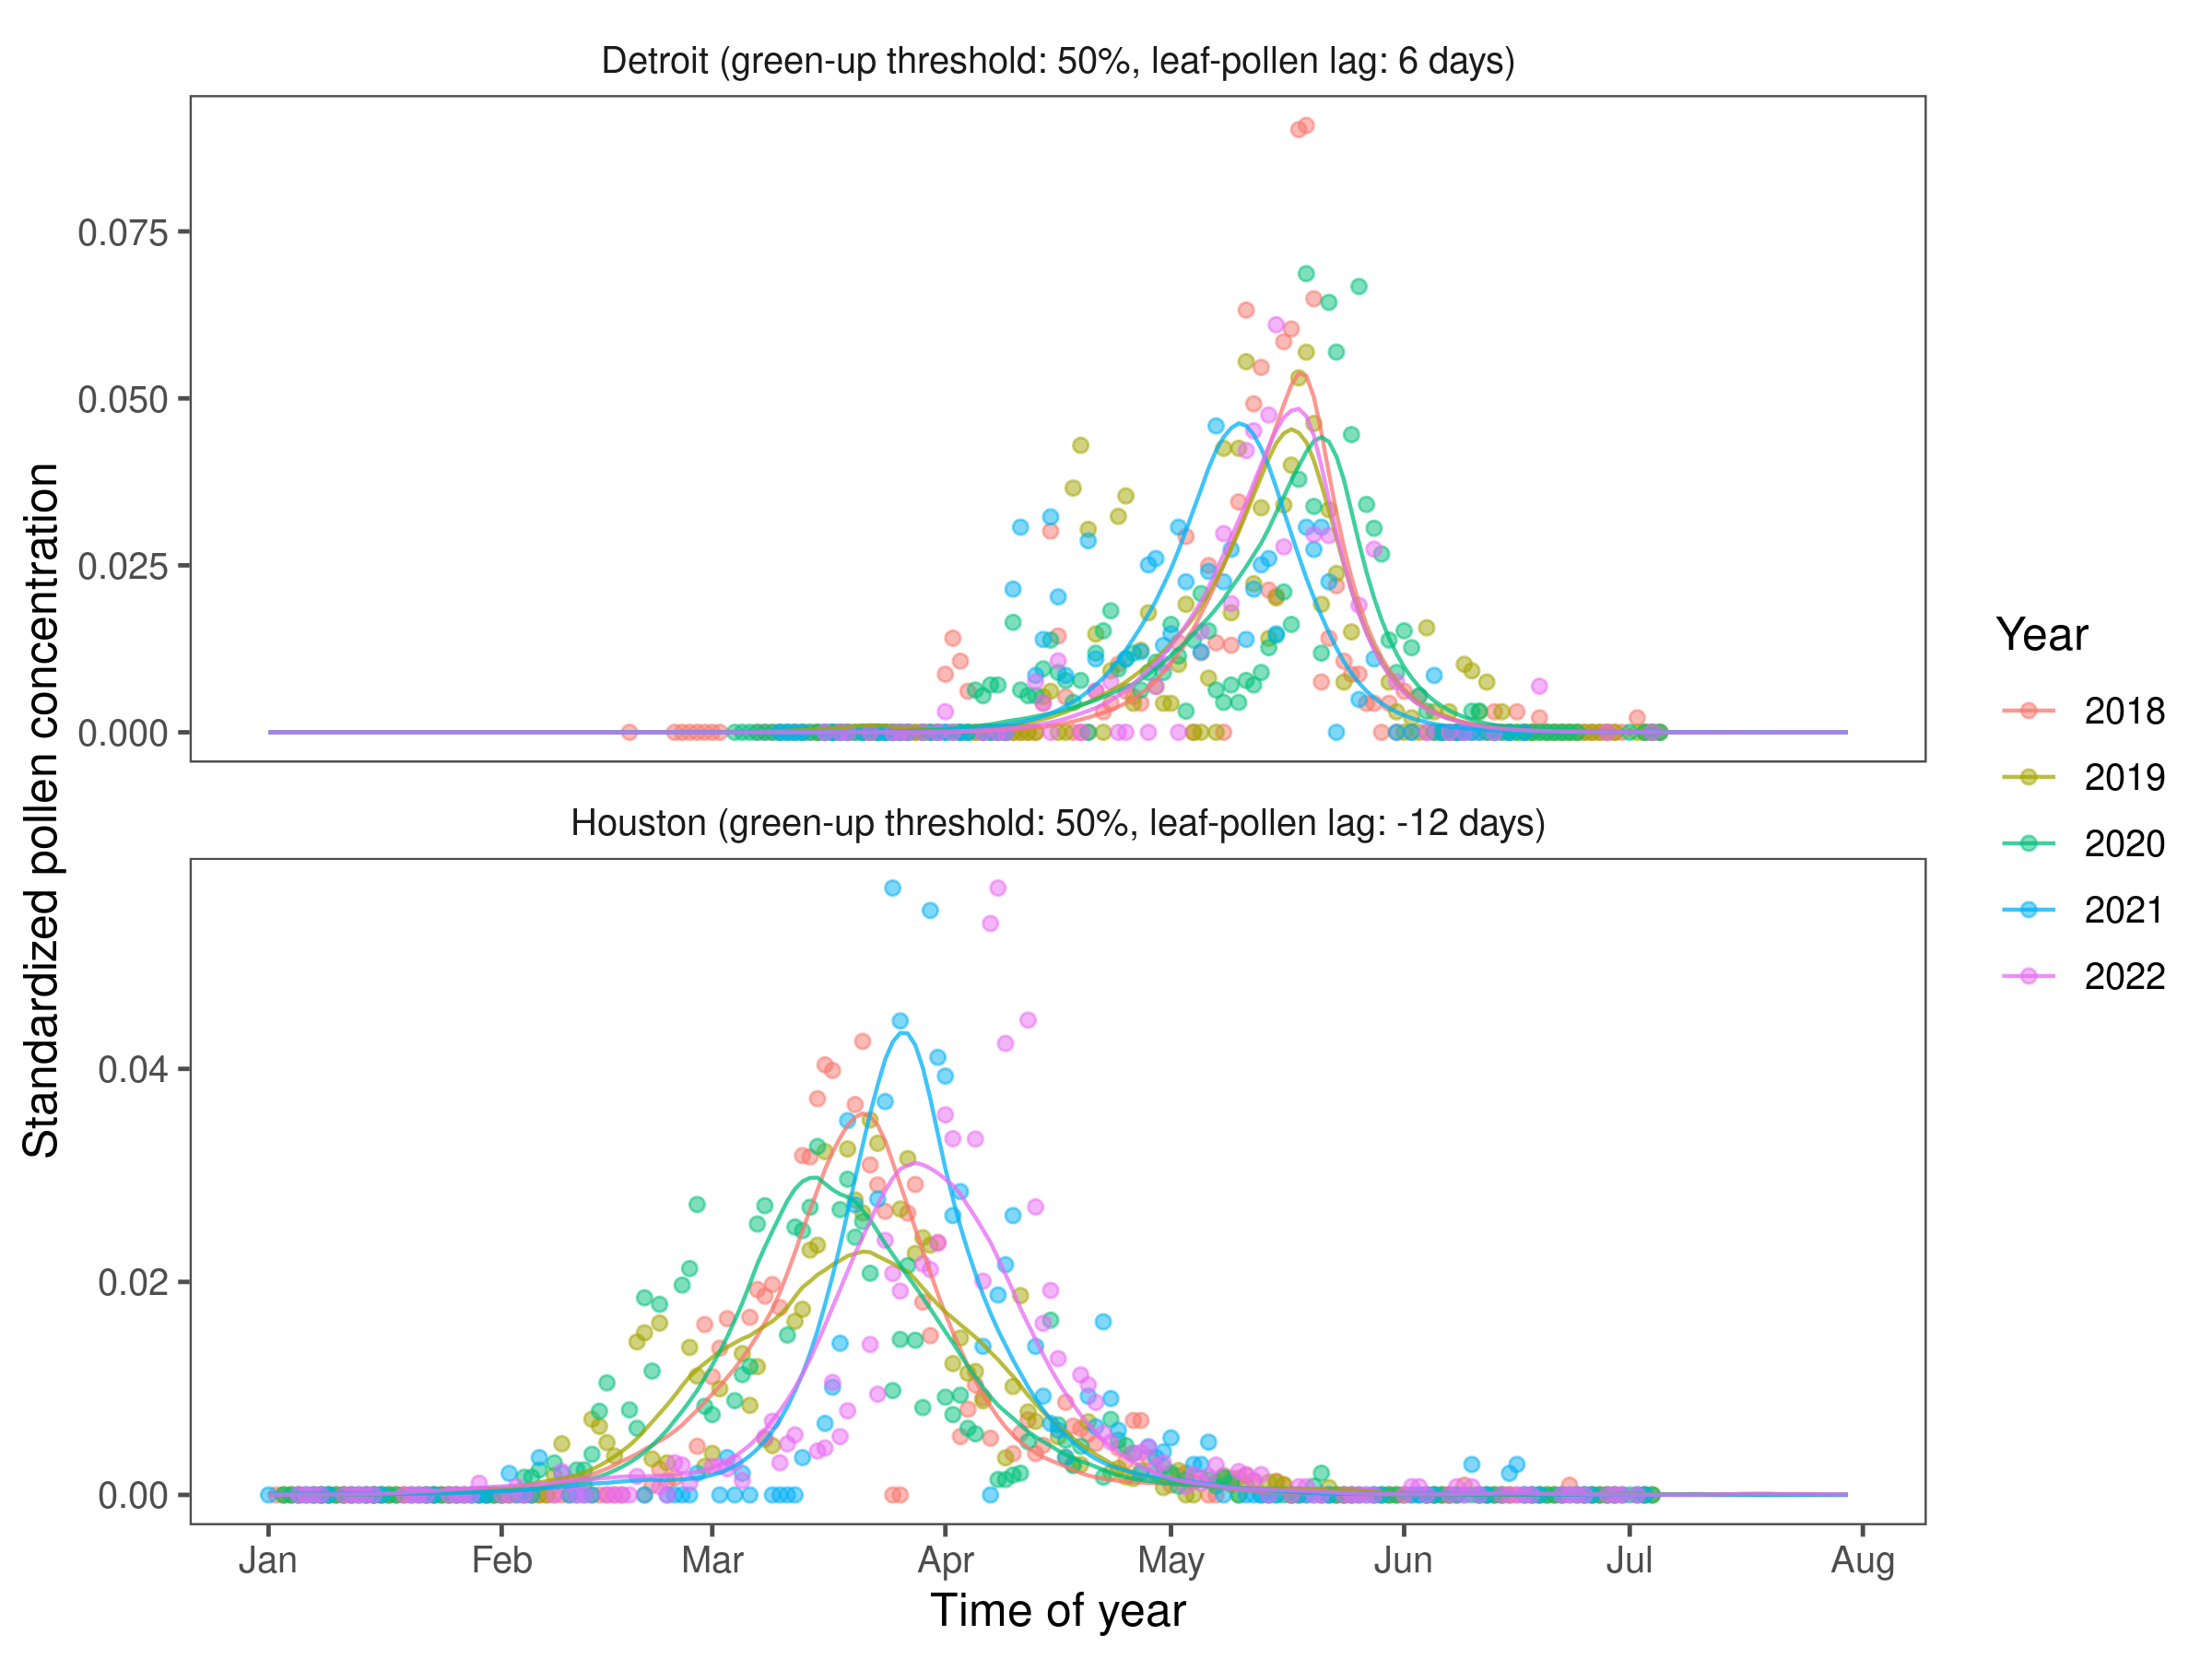 Detroit (green-up threshold: 50%, leaf-pollen lag: 6 days)
0.075
0.050
0.025
0.000
Standardized pollen concentration
Houston (green-up threshold: 50%, leaf-pollen lag: -12 days)
0.04
0.02
0.00
Jan Feb Mar Apr May Jun Jul Aug
Time of year
Year
2018
2019
2020
2021
2022